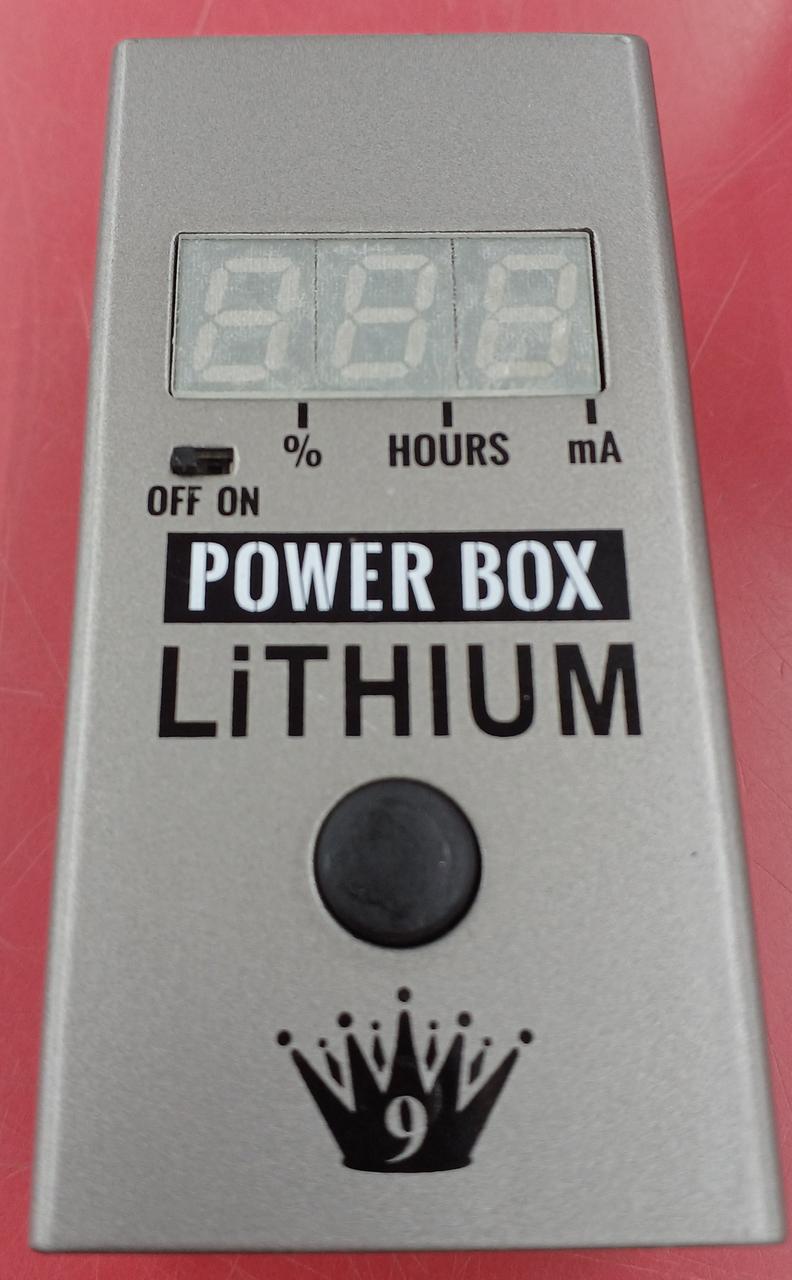 % HOURS mA
OFF ON
POWER BOX
LiTHIUM
9